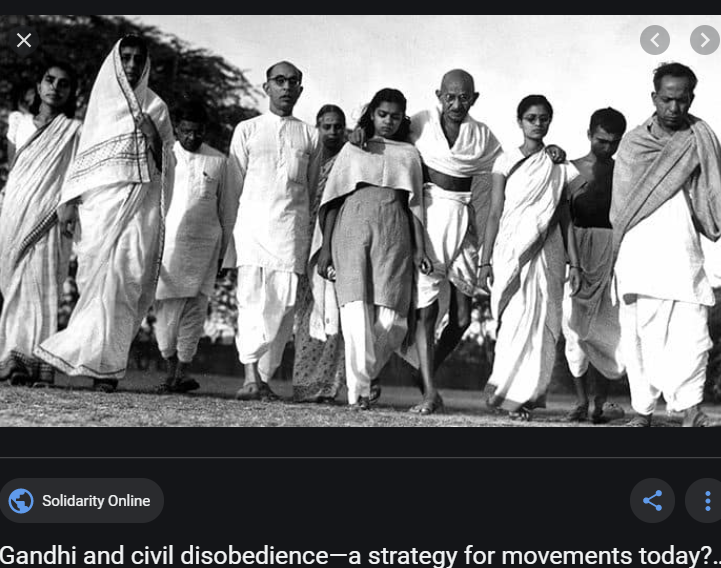 Solidarity Online
Gandhi and civil disobedience—a strategy for movements today?..